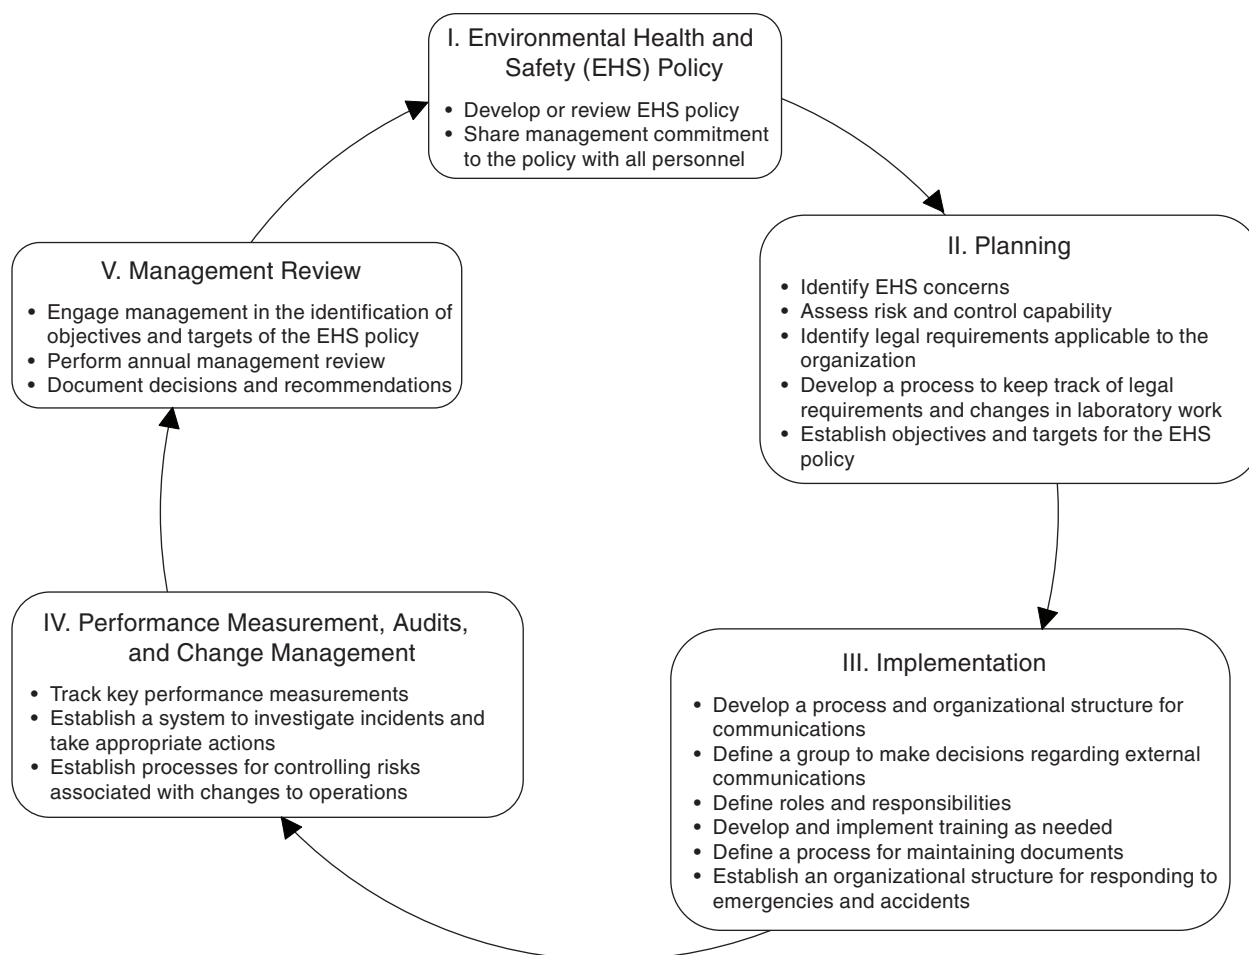 I. Environmental Health and
Safety (EHS) Policy
• Develop or review EHS policy
• Share management commitment
to the policy with all personnel
II. Planning
• Identify EHS concerns
• Assess risk and control capability
• Identify legal requirements applicable to the
organization
• Develop a process to keep track of legal
requirements and changes in laboratory work
• Establish objectives and targets for the EHS
policy
III. Implementation
• Develop a process and organizational structure for
communications
• Define a group to make decisions regarding external
communications
• Define roles and responsibilities
• Develop and implement training as needed
• Define a process for maintaining documents
• Establish an organizational structure for responding to
emergencies and accidents
IV. Performance Measurement, Audits,
and Change Management
• Track key performance measurements
• Establish a system to investigate incidents and
take appropriate actions
• Establish processes for controlling risks
associated with changes to operations
V. Management Review
• Engage management in the identification of
objectives and targets of the EHS policy
• Perform annual management review
• Document decisions and recommendations